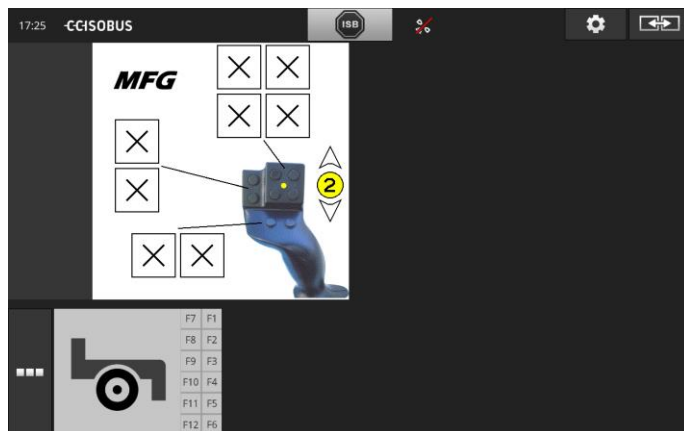 17:25 CCISOBUS ISB
MFG
2
F7 F1
F8 F2
F9 F3
F10 F4
F11 F5
F12 F6